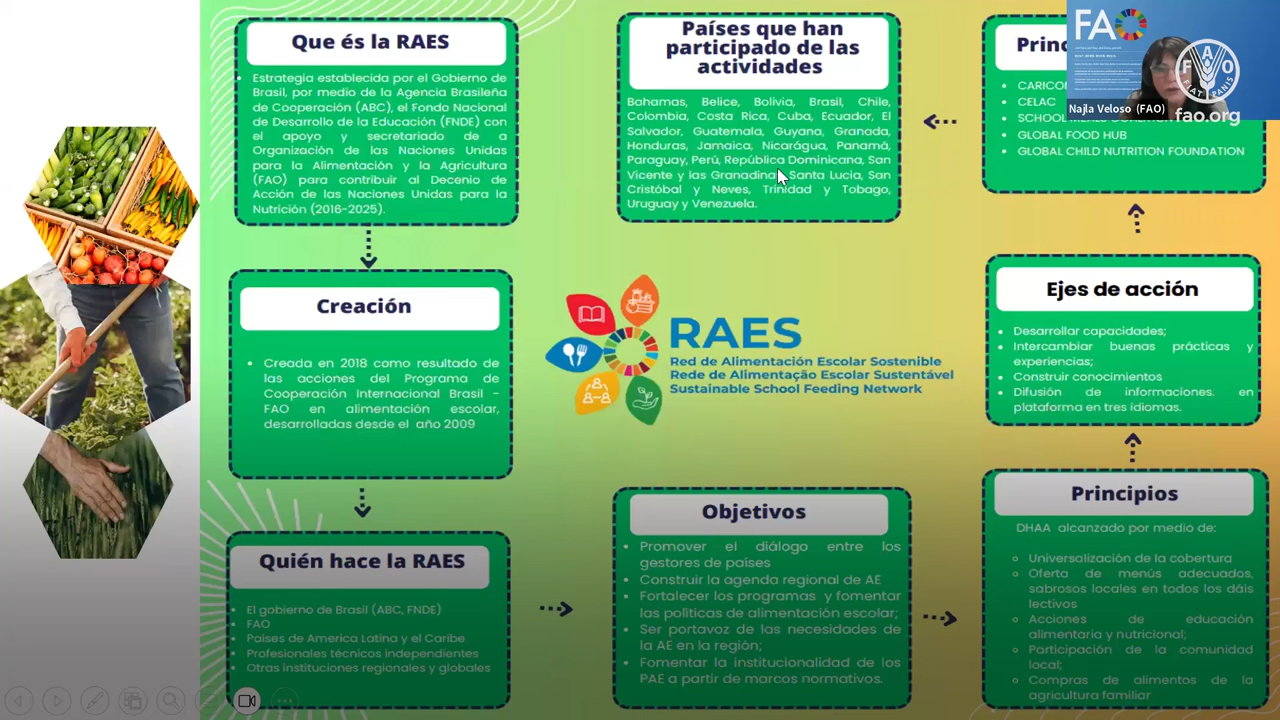 Que és la RAES
Estrategia establecida por el Gobierno de
Brasil, por medio de la Agencia Brasileña
de Cooperación (ABC), el Fondo Nacional
de Desarrollo de la Educación (FNDE) con
el apoyo y secretariado de a
Organización de las Naciones Unidas
para la Alimentación y la Agricultura
(FAO) para contribuir al Decenio de
Acción de las Naciones Unidas para la
Nutrición (2016-2025).
Creación
Creada en 2018 como resultado de
las acciones del Programa de
Cooperación Internacional Brasil -
FAO en alimentación escolar,
desarrolladas desde el año 2009
Quién hace la RAES
El gobierno de Brasil (ABC, FNDE)
FAO
Paises de America Latina y el Caribe
Profesionales técnicos independientes
Otras instituciones regionales y globales
Países que han
participado de las
actividades
Bahamas, Belice, Bolivia, Brasil, Chile,
Colombia, Costa Rica, Cuba, Ecuador, El
Salvador, Guatemala, Guyana, Granada,
Honduras, Jamaica, Nicarágua, Panamá,
Paraguay, Perú, República Dominicana, San
Vicente y las Granadinas, Santa Lucia, San
Cristóbal y Neves, Trinidad y Tobago,
Uruguay y Venezuela.
RAES
Red de Alimentación Escolar Sostenible
Rede de Alimentação Escolar Sustentável
Sustainable School Feeding Network
Objetivos
Promover el diálogo entre los
gestores de países
Construir la agenda regional de AE
Fortalecer los programas y fomentar
las políticas de alimentación escolar;
Ser portavoz de las necesidades de
la AE en la región;
Fomentar la institucionalidad de los
PAE a partir de marcos normativos.
Principios
DHAA alcanzado por medio de:
Universalización de la cobertura
Oferta de menús adecuados,
sabrosos locales en todos los dáis
lectivos
Acciones de educación
alimentaria y nutricional;
Participación de la comunidad
local;
Compras de alimentos de la
agricultura familiar
Ejes de acción
Desarrollar capacidades;
Intercambiar buenas prácticas y
experiencias;
Construir conocimientos
Difusión de informaciones. en
plataforma en tres ídiomas.
CELAC
SCHOOL MEALS
GLOBAL FOOD HUB
GLOBAL CHILD NUTRITION FOUNDATION
FAO
Najla Veloso (FAO)
FAO
FIAT PANIS
fao.org